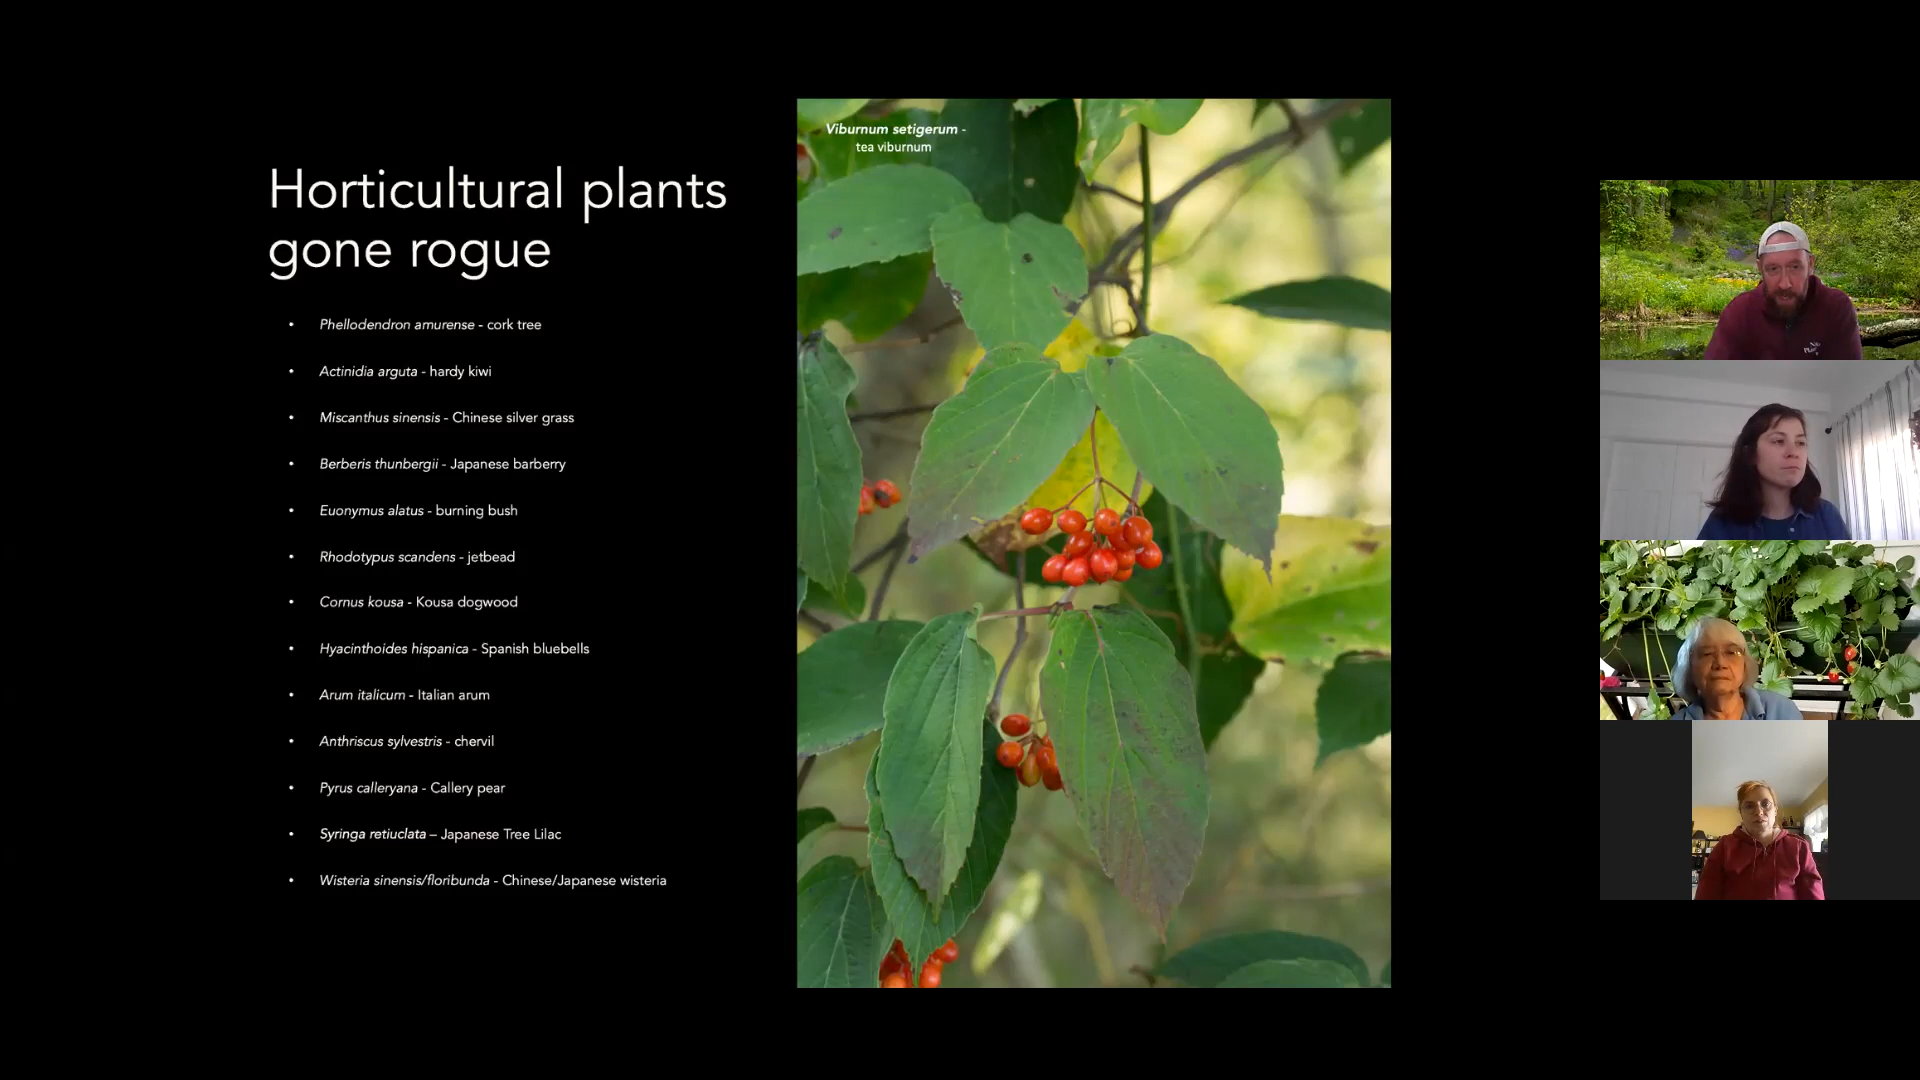 Horticultural plants
gone rogue
• Phellodendron amurense - cork tree
• Actinidia arguta - hardy kiwi
• Miscanthus sinensis - Chinese silver grass
• Berberis thunbergii - Japanese barberry
• Euonymus alatus - burning bush
• Rhodotypus scandens - jetbead
• Cornus kousa - Kousa dogwood
• Hyacinthoides hispanica - Spanish bluebells
• Arum italicum - Italian arum
• Anthriscus sylvestris - chervil
• Pyrus calleryana - Callery pear
• Syringa retiuclata – Japanese Tree Lilac
• Wisteria sinensis/floribunda - Chinese/Japanese wisteria
Viburnum setigerum -
tea viburnum